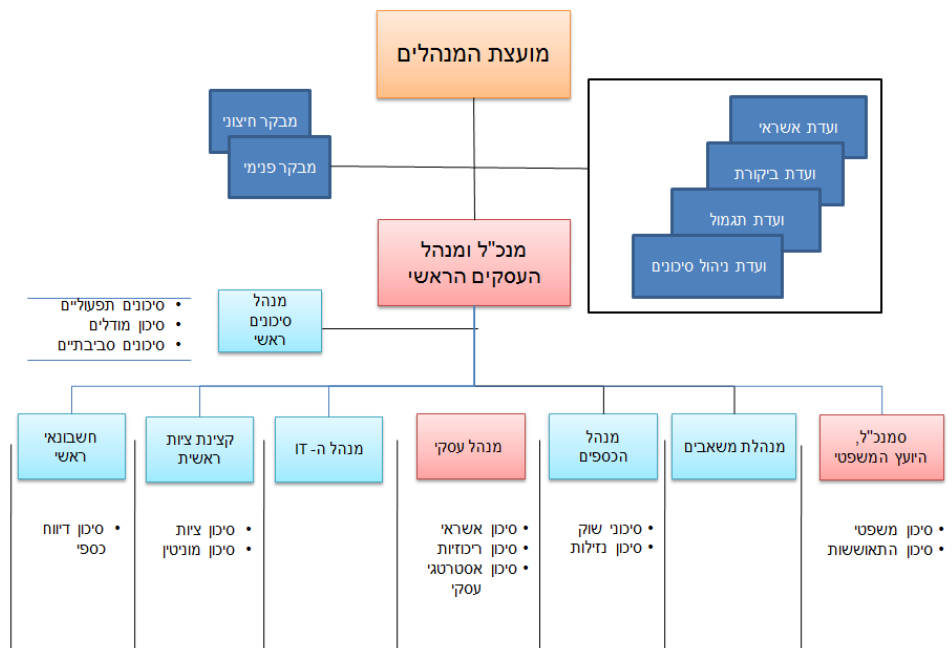 מועצת המנהלים
ועדת אשראי
ועדת ביקורת
ועדת תגמול
ועדת ניהול סיכונים
מבקר חיצוני
מבקר פנימי
מנכ"ל ומנהל
העסקים הראשי
מנהל
סיכונים
ראשי
• סיכונים תפעוליים
• סיכון מודלים
• סיכונים סביבתיים
סמנכ"ל,
היועץ המשפטי
מנהלת משאבים
מנהל
הכספים
מנהל עסקי
מנהל ה- IT
קצינת ציות
ראשית
חשבונאי
ראשי
• סיכון משפטי
• סיכון התאוששות
• סיכוני שוק
• סיכון נזילות
• סיכון אשראי
• סיכון ריכוזיות
• סיכון אסטרטגי
עסקי
• סיכון ציות
• סיכון מוניטין
• סיכון דיווח
כספי